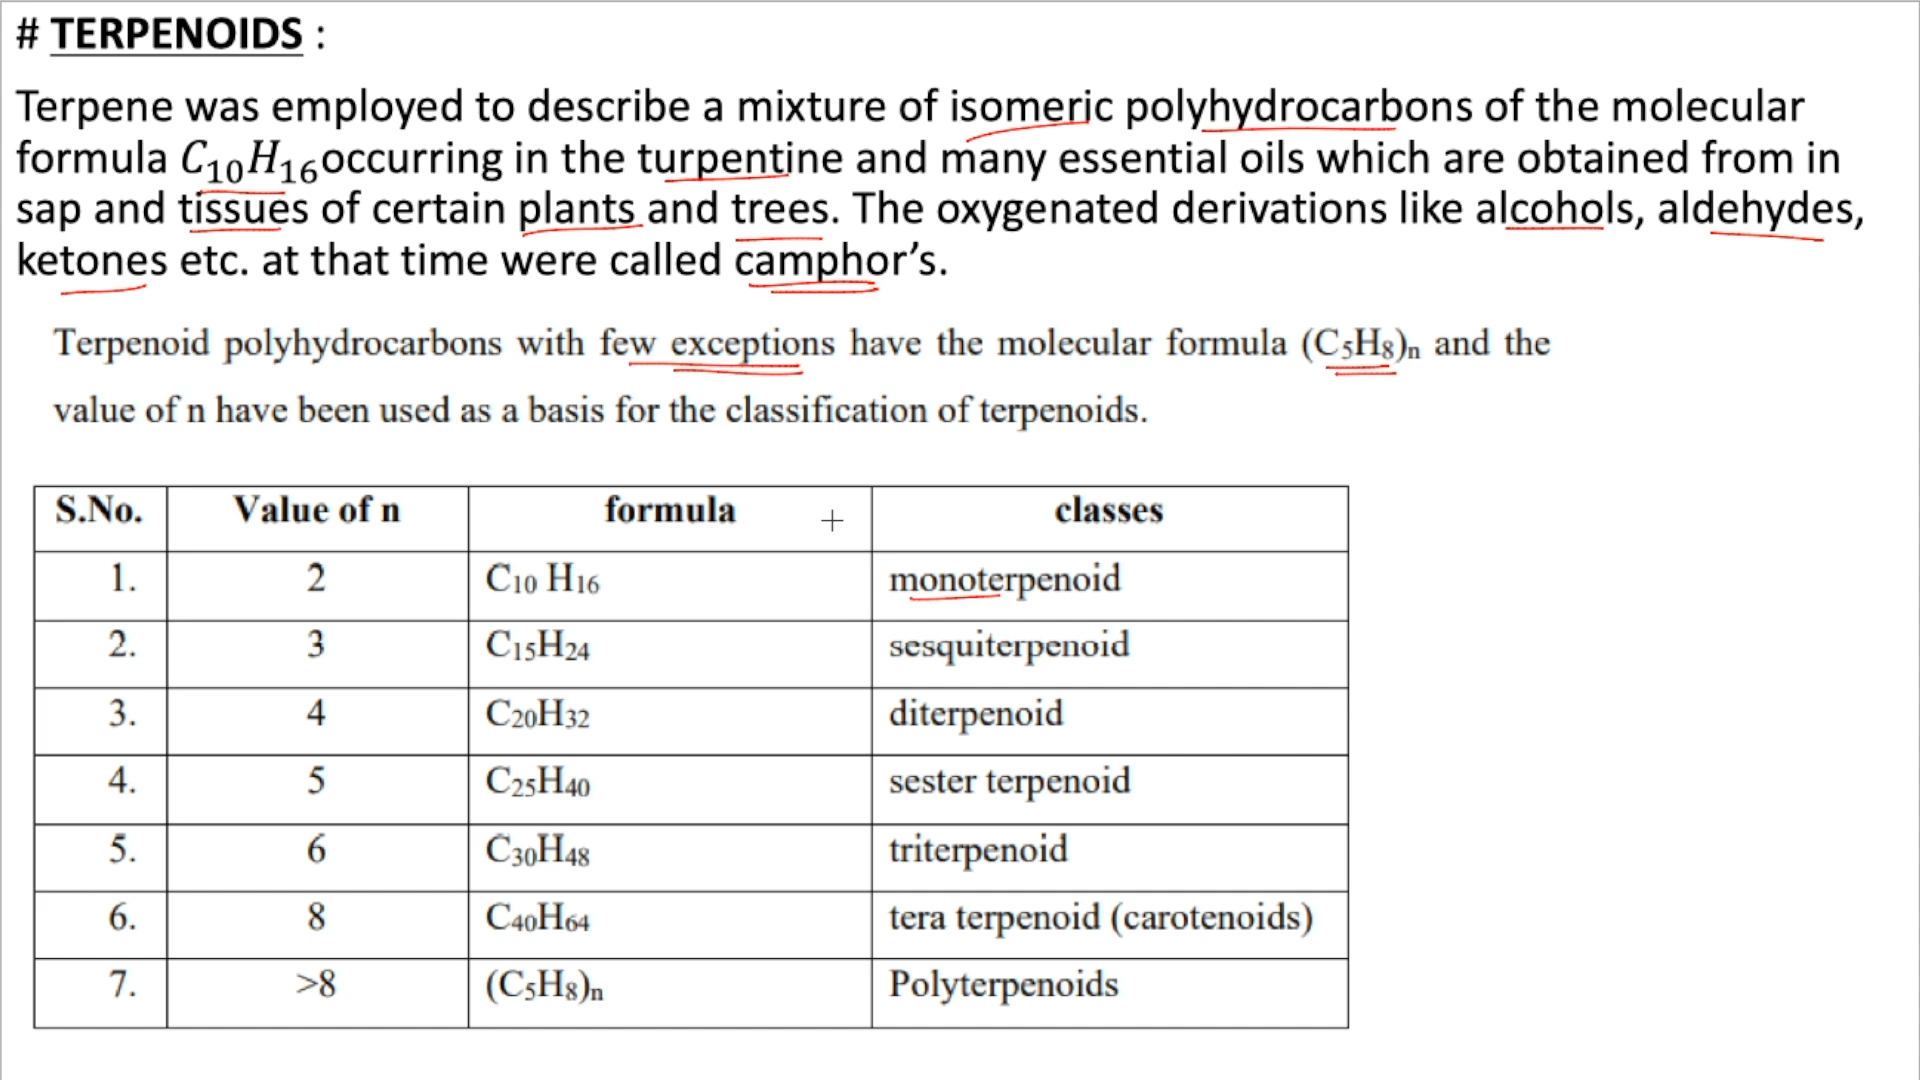 # TERPENOIDS :
Terpene was employed to describe a mixture of isomeric polyhydrocarbons of the molecular
formula C₁₀H₁₆occurring in the turpentine and many essential oils which are obtained from in
sap and tissues of certain plants and trees. The oxygenated derivations like alcohols, aldehydes,
ketones etc. at that time were called camphor’s.
Terpenoid polyhydrocarbons with few exceptions have the molecular formula (C₅H₈)ₙ and the
value of n have been used as a basis for the classification of terpenoids.
S.No. Value of n formula classes
1. 2 C₁₀ H₁₆ monoterpenoid
2. 3 C₁₅H₂₄ sesquiterpenoid
3. 4 C₂₀H₃₂ diterpenoid
4. 5 C₂₅H₄₀ sester terpenoid
5. 6 C₃₀H₄₈ triterpenoid
6. 8 C₄₀H₆₄ tera terpenoid (carotenoids)
7. >8 (C₅H₈)ₙ Polyterpenoids